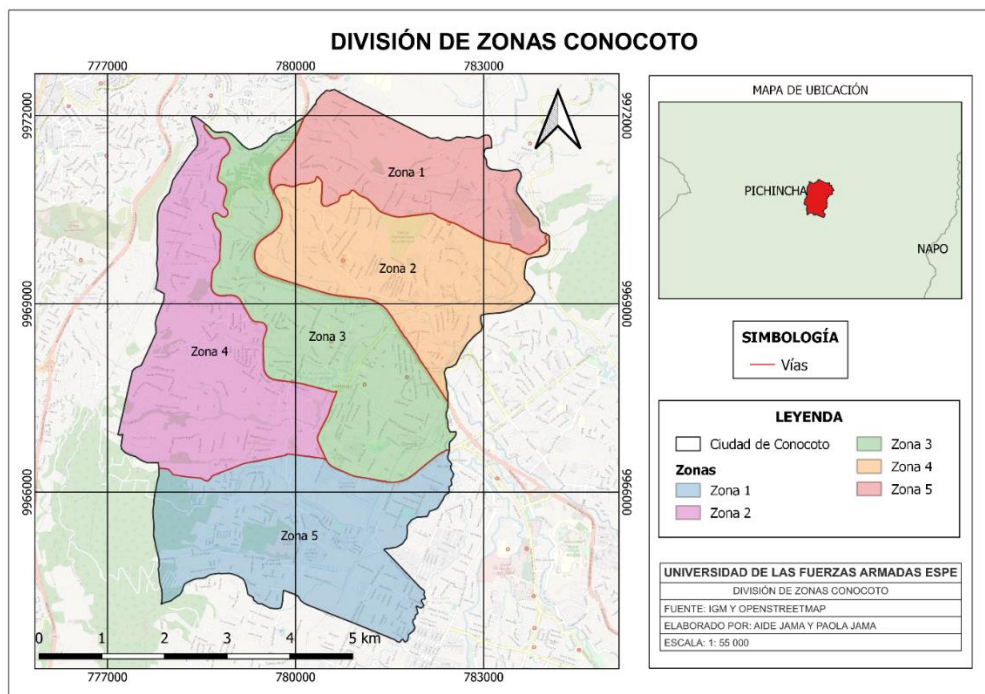 DIVISIÓN DE ZONAS CONOCOTO
777000 780000 783000
9972000
9969000
9966000
Zona 1
Zona 2
Zona 3
Zona 4
Zona 5
9972000
9969000
9966000
0 1 2 3 4 5 km
777000 780000 783000
MAPA DE UBICACIÓN
PICHINCHA
NAPO
SIMBOLOGÍA
Vías
LEYENDA
Ciudad de Conocoto
Zonas
Zona 1
Zona 2
Zona 3
Zona 4
Zona 5
UNIVERSIDAD DE LAS FUERZAS ARMADAS ESPE
DIVISIÓN DE ZONAS CONOCOTO
FUENTE: IGM Y OPENSTREETMAP
ELABORADO POR: AIDE JAMA Y PAOLA JAMA
ESCALA: 1: 55 000